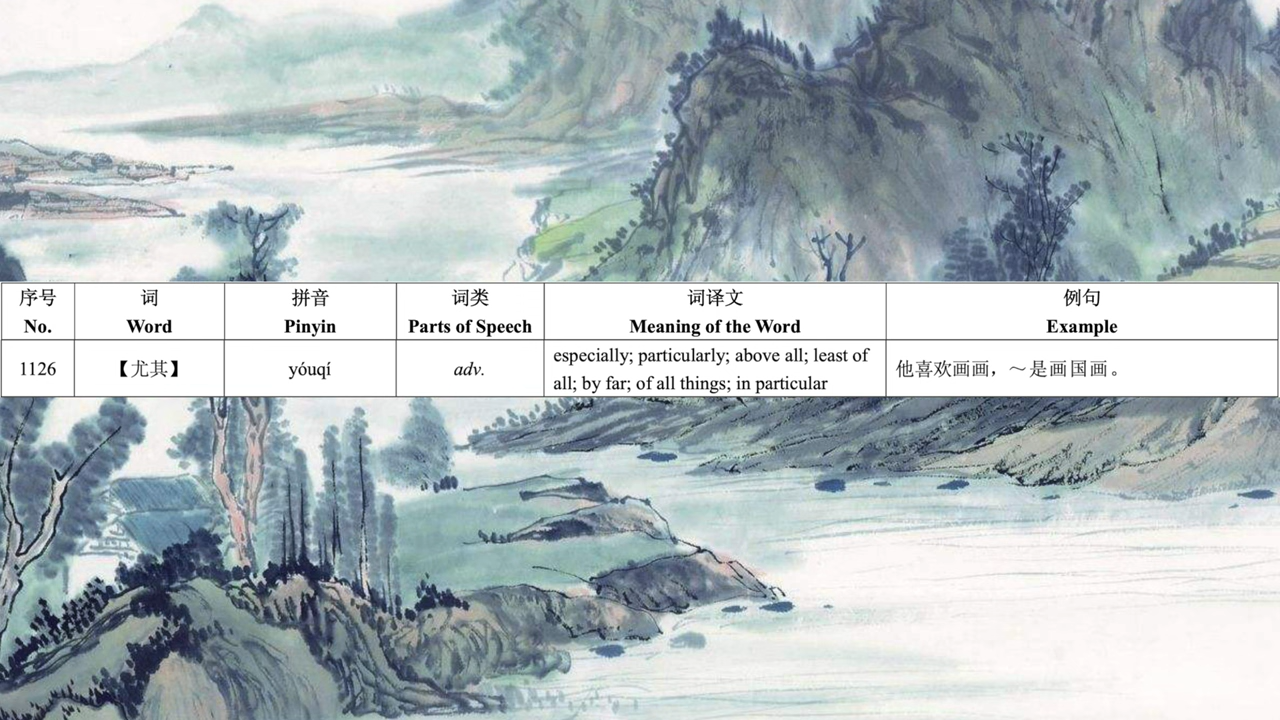 序号 词 拼音 词类 词译文 例句
No. Word Pinyin Parts of Speech Meaning of the Word Example
1126 【尤其】 yóuqí adv. especially; particularly; above all; least of
all; by far; of all things; in particular
他喜欢画画，～是画国画。